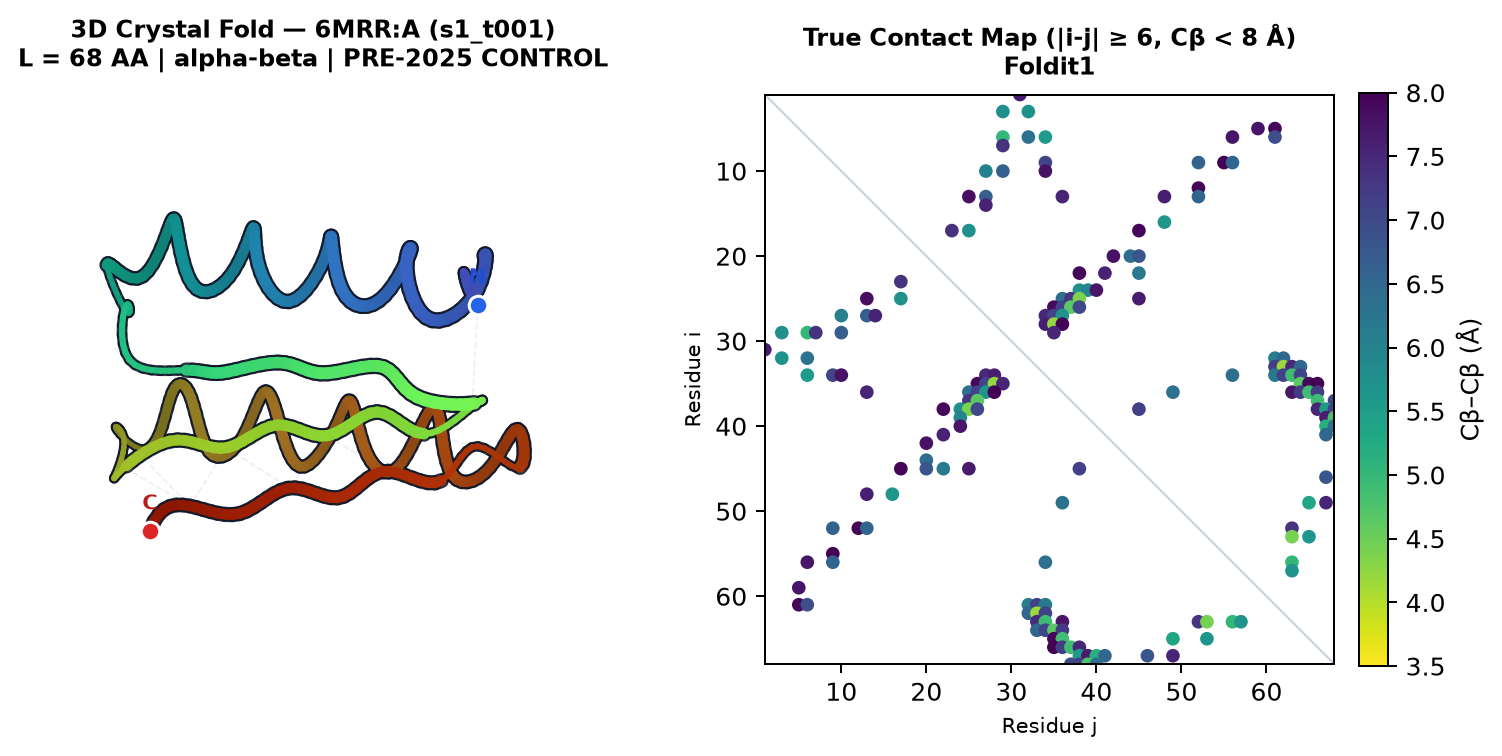 3D Crystal Fold — 6MRR:A (s1_t001)
L = 68 AA | alpha-beta | PRE-2025 CONTROL
C
True Contact Map (|i-j| ≥ 6, Cβ < 8 Å)
Foldit1
Residue i
10
20
30
40
50
60
10 20 30 40 50 60
Residue j
8.0
7.5
7.0
6.5
6.0
5.5
5.0
4.5
4.0
3.5
Cβ–Cβ (Å)